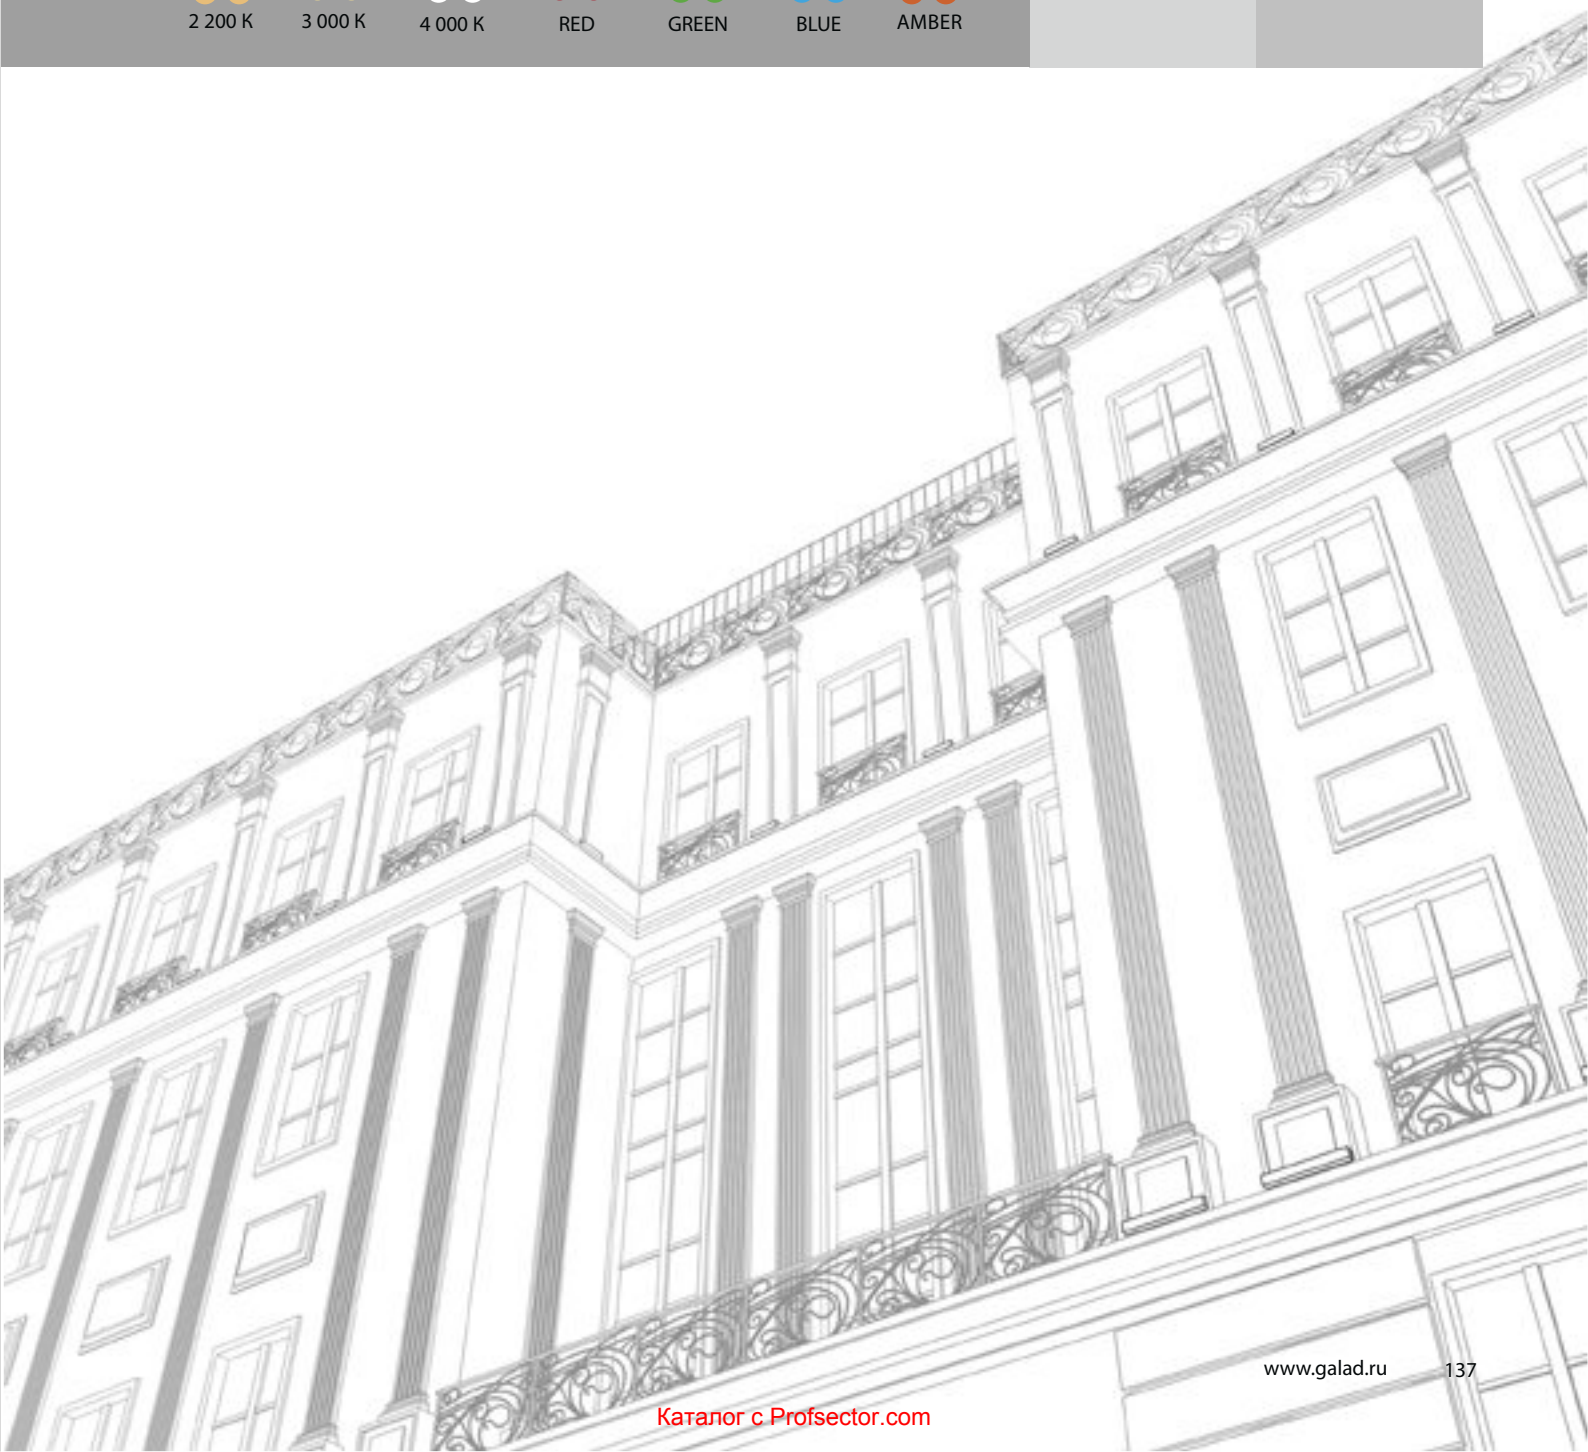 2 200 K 3 000 K 4 000 K RED GREEN BLUE AMBER
www.galad.ru 137
Каталог с Profsector.com